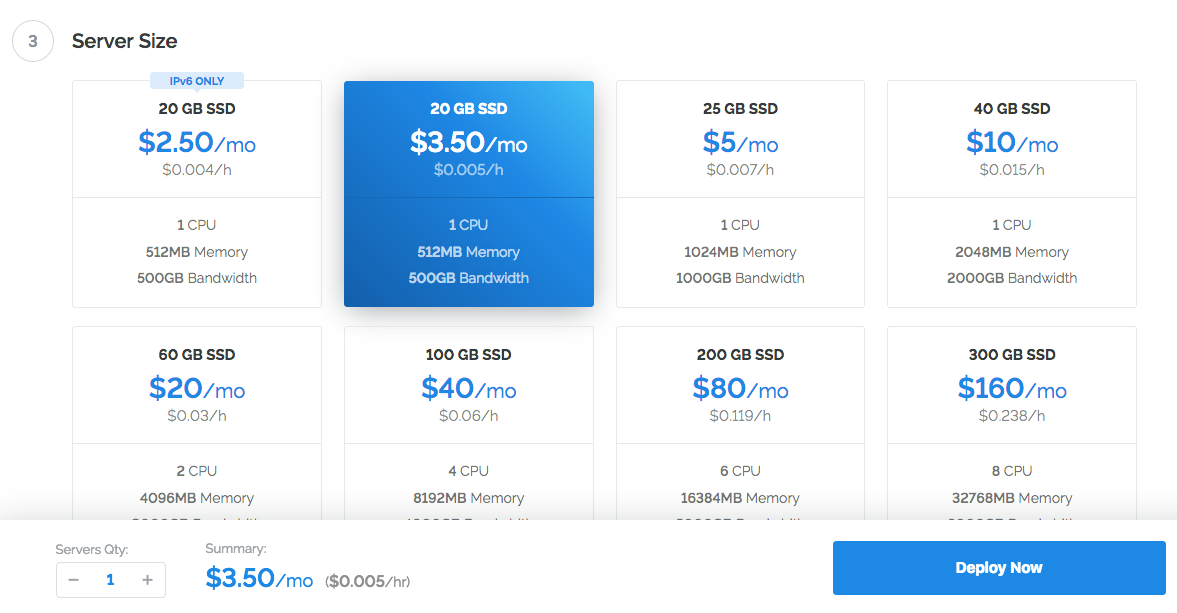 3
Server Size
IPv6 ONLY
20 GB SSD
$2.50/mo
$0.004/h
1 CPU
512MB Memory
500GB Bandwidth
20 GB SSD
$3.50/mo
$0.005/h
1 CPU
512MB Memory
500GB Bandwidth
25 GB SSD
$5/mo
$0.007/h
1 CPU
1024MB Memory
1000GB Bandwidth
40 GB SSD
$10/mo
$0.015/h
1 CPU
2048MB Memory
2000GB Bandwidth
60 GB SSD
$20/mo
$0.03/h
2 CPU
4096MB Memory
100 GB SSD
$40/mo
$0.06/h
4 CPU
8192MB Memory
200 GB SSD
$80/mo
$0.119/h
6 CPU
16384MB Memory
300 GB SSD
$160/mo
$0.238/h
8 CPU
32768MB Memory
Servers Qty:
− 1 +
Summary:
$3.50/mo ($0.005/hr)
Deploy Now